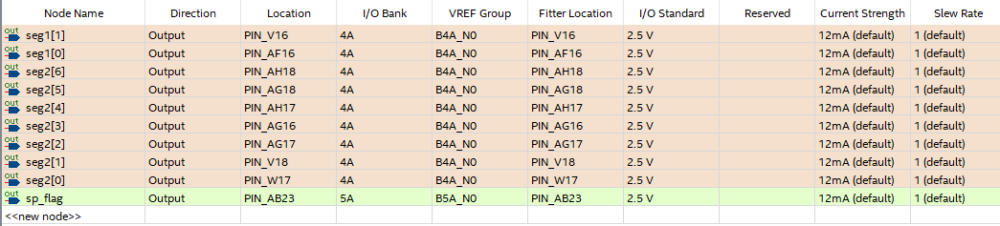 Node Name Direction Location I/O Bank VREF Group Fitter Location I/O Standard Reserved Current Strength Slew Rate
out seg1[1] Output PIN_V16 4A B4A_N0 PIN_V16 2.5 V 12mA (default) 1 (default)
out seg1[0] Output PIN_AF16 4A B4A_N0 PIN_AF16 2.5 V 12mA (default) 1 (default)
out seg2[6] Output PIN_AH18 4A B4A_N0 PIN_AH18 2.5 V 12mA (default) 1 (default)
out seg2[5] Output PIN_AG18 4A B4A_N0 PIN_AG18 2.5 V 12mA (default) 1 (default)
out seg2[4] Output PIN_AH17 4A B4A_N0 PIN_AH17 2.5 V 12mA (default) 1 (default)
out seg2[3] Output PIN_AG16 4A B4A_N0 PIN_AG16 2.5 V 12mA (default) 1 (default)
out seg2[2] Output PIN_AG17 4A B4A_N0 PIN_AG17 2.5 V 12mA (default) 1 (default)
out seg2[1] Output PIN_V18 4A B4A_N0 PIN_V18 2.5 V 12mA (default) 1 (default)
out seg2[0] Output PIN_W17 4A B4A_N0 PIN_W17 2.5 V 12mA (default) 1 (default)
out sp_flag Output PIN_AB23 5A B5A_N0 PIN_AB23 2.5 V 12mA (default) 1 (default)
<<new node>>